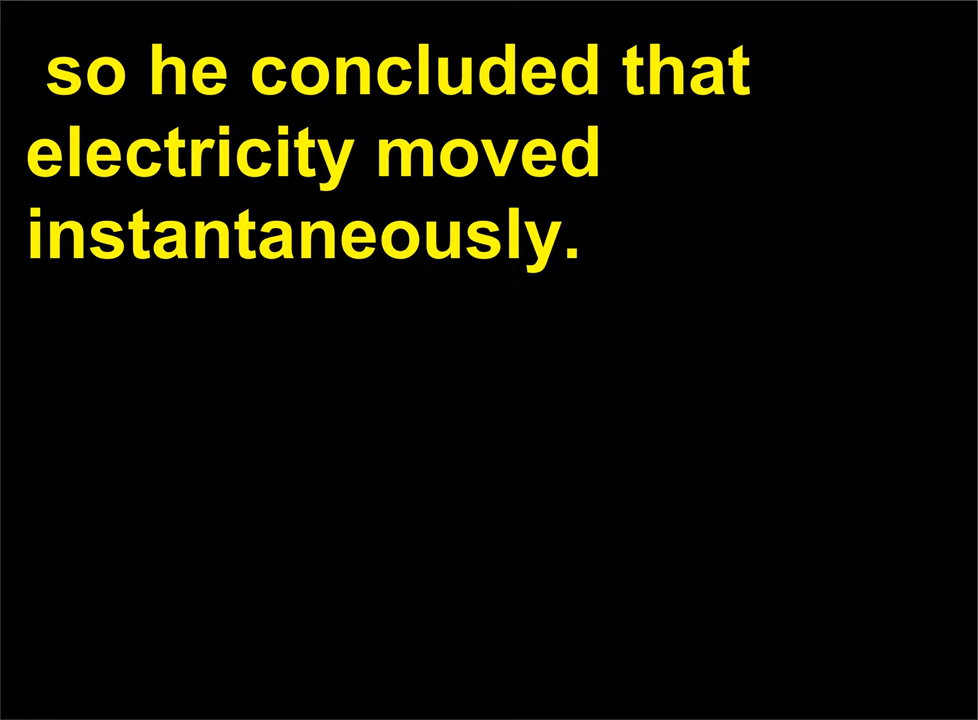 so he concluded that
electricity moved
instantaneously.